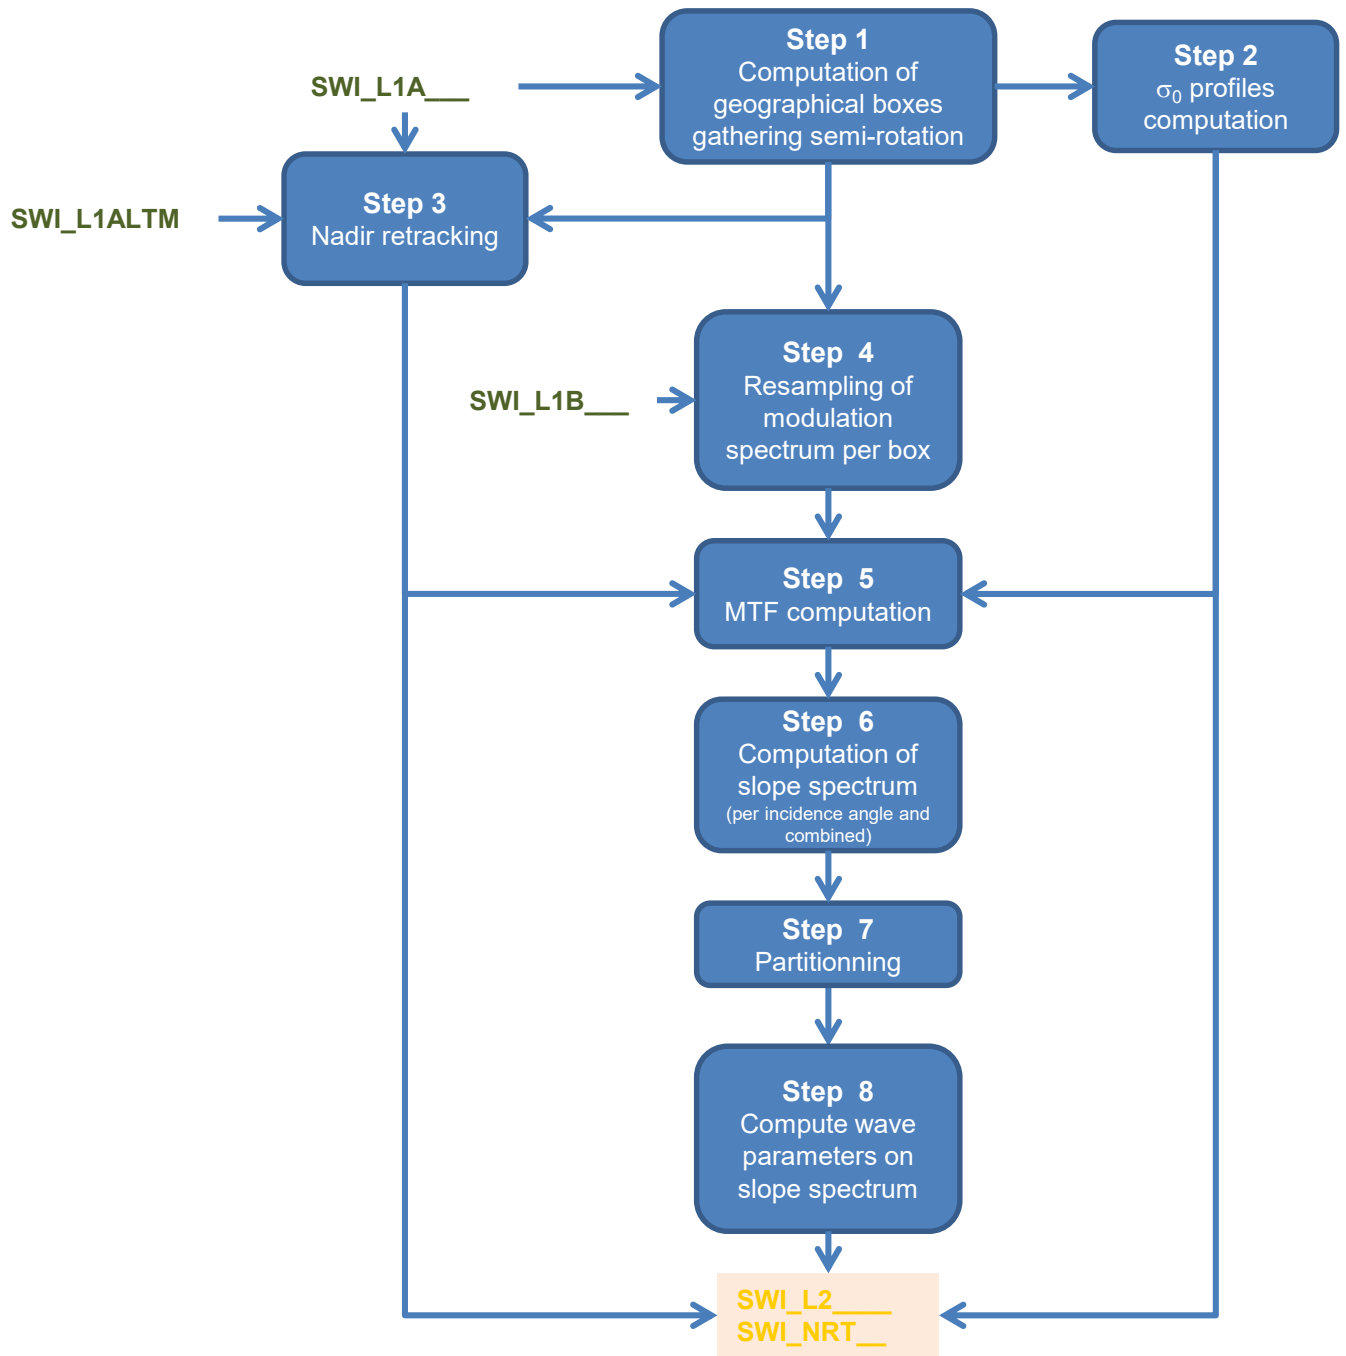 Step 1
Computation of
geographical boxes
gathering semi-rotation
Step 2
σ0 profiles
computation
SWI_L1A___
Step 3
Nadir retracking
SWI_L1ALTM
Step 4
Resampling of
modulation
spectrum per box
SWI_L1B___
Step 5
MTF computation
Step 6
Computation of
slope spectrum
(per incidence angle and
combined)
Step 7
Partitionning
Step 8
Compute wave
parameters on
slope spectrum
SWI_L2____
SWI_NRT__